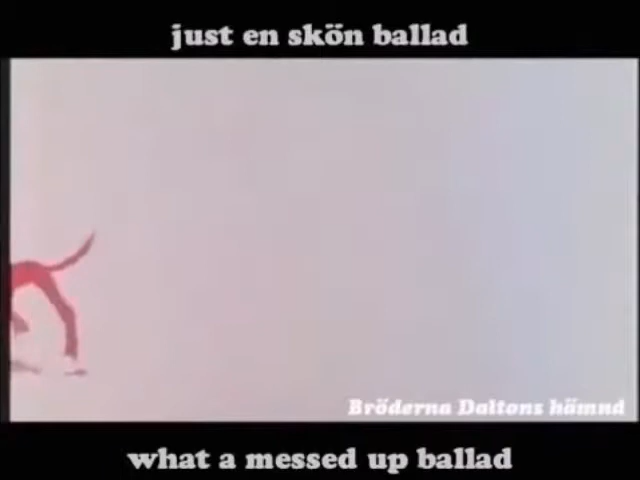 just en skön ballad
Bröderna Daltons hämnd
what a messed up ballad